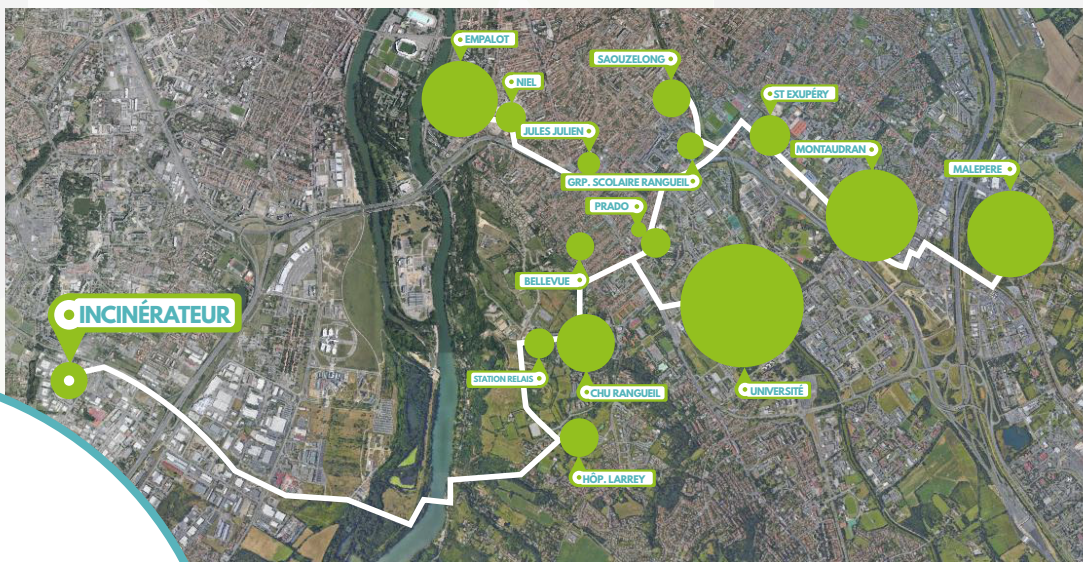 EMPALOT
SAOUZELONG
NIEL
ST EXUPÉRY
JULES JULIEN
MONTAUDRAN
MALEPERE
GRP. SCOLAIRE RANGUEIL
PRADO
BELLEVUE
INCINÉRATEUR
STATION RELAIS
CHU RANGUEIL
UNIVERSITÉ
HÔP. LARREY